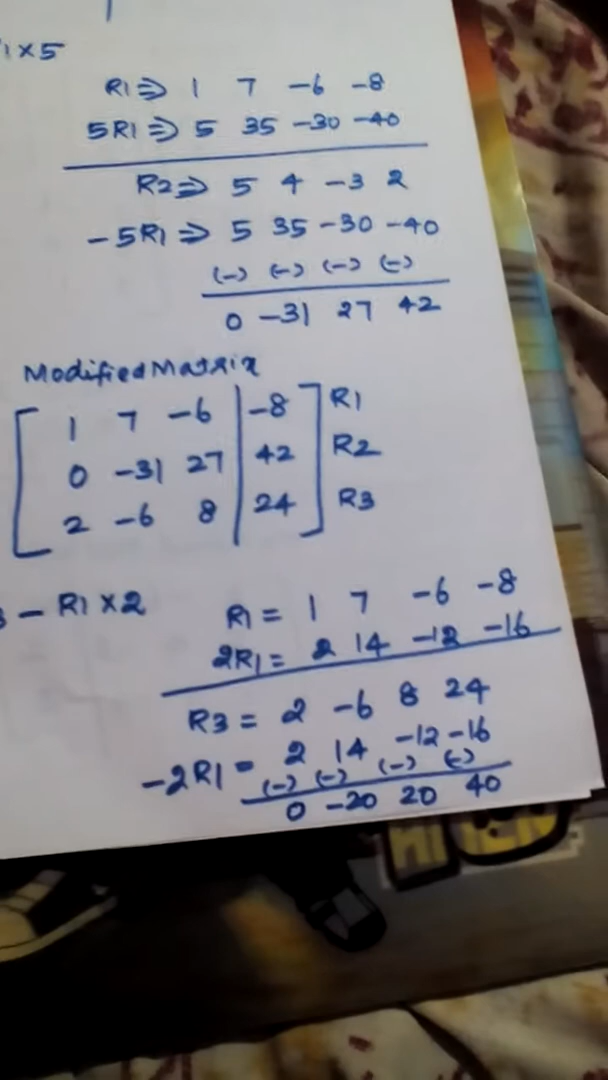 1×5
R1⇒ 1 7 -6 -8
5R1⇒ 5 35 -30 -40
R2⇒ 5 4 -3 2
-5R1⇒ 5 35 -30 -40
(-) (-) (-) (-)
0 -31 27 42
Modified Matrix
1 7 -6 | -8 R1
0 -31 27 | 42 R2
2 -6 8 | 24 R3
- R1×2
R1 = 1 7 -6 -8
2R1 = 2 14 -12 -16
R3 = 2 -6 8 24
-2R1 = 2 14 -12 -16
(-) (-) (-) (-)
0 -20 20 40